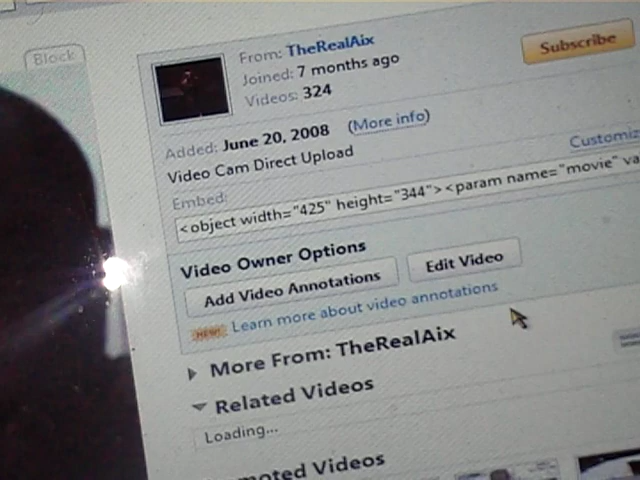 Block
From: TheRealAix
Joined: 7 months ago
Videos: 324
Subscribe
Added: June 20, 2008 (More info)
Video Cam Direct Upload
Embed: Customiz
<object width="425" height="344"><param name="movie" va
Video Owner Options
Add Video Annotations Edit Video
NEW! Learn more about video annotations
More From: TheRealAix
Related Videos
Loading...
moted Videos